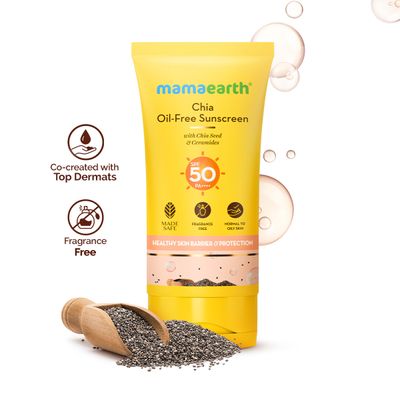 mamaearth®
Chia
Oil-Free Sunscreen
with Chia Seed
& Ceramides
SPF
50
PA++++
MADE
SAFE
FRAGRANCE
FREE
NORMAL TO
OILY SKIN
HEALTHY SKIN BARRIER & PROTECTION
Co-created with
Top Dermats
Fragrance
Free